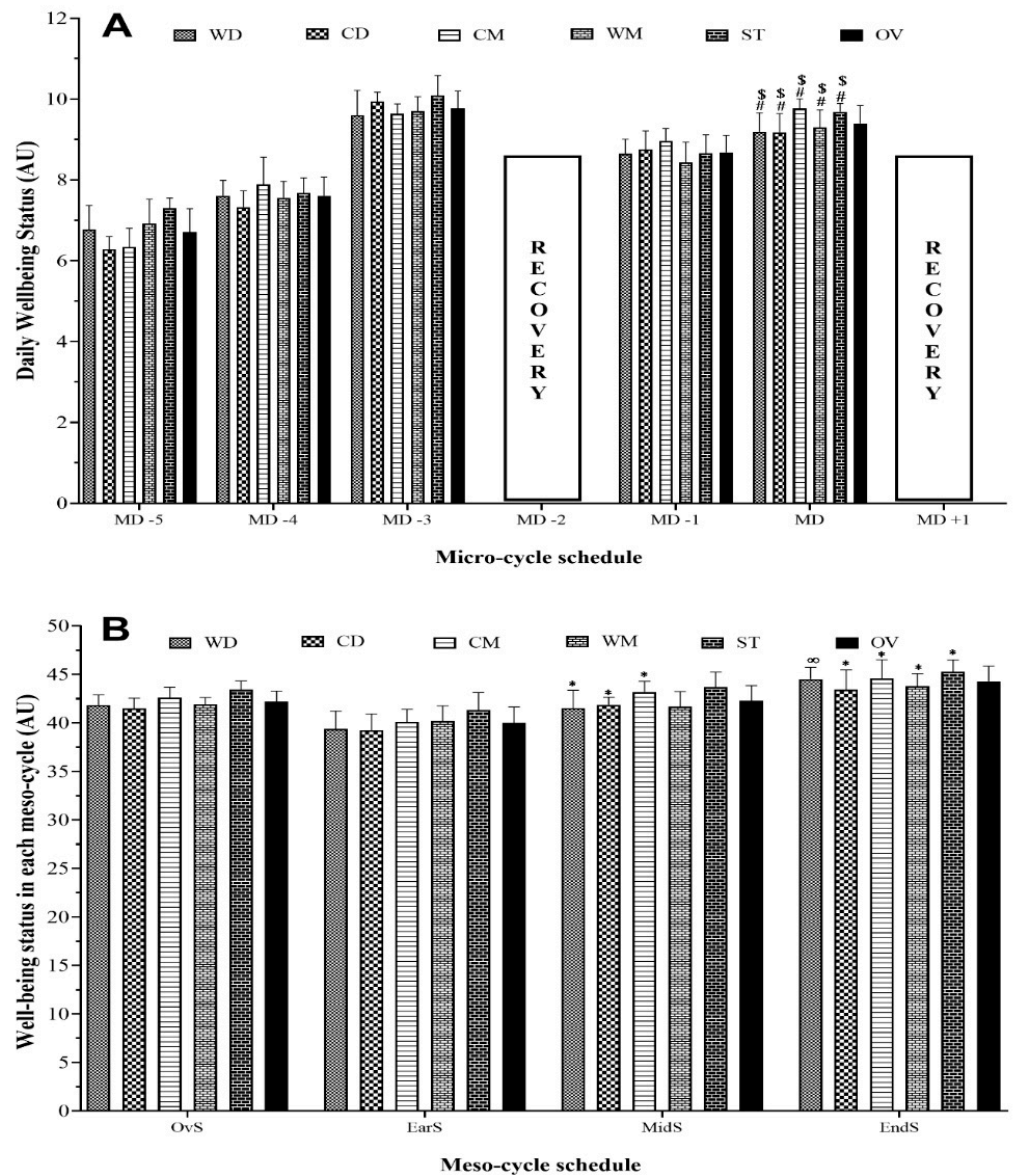 A
WD CD CM WM ST OV
Daily Wellbeing Status (AU)
12
10
8
6
4
2
0
$ $ $ $ $
# # # # #
RECOVERY
RECOVERY
MD -5 MD -4 MD -3 MD -2 MD -1 MD MD +1
Micro-cycle schedule
B
WD CD CM WM ST OV
Well-being status in each meso-cycle (AU)
50
45
40
35
30
25
20
15
10
5
0
* * * ∞ * * * *
OvS EarS MidS EndS
Meso-cycle schedule